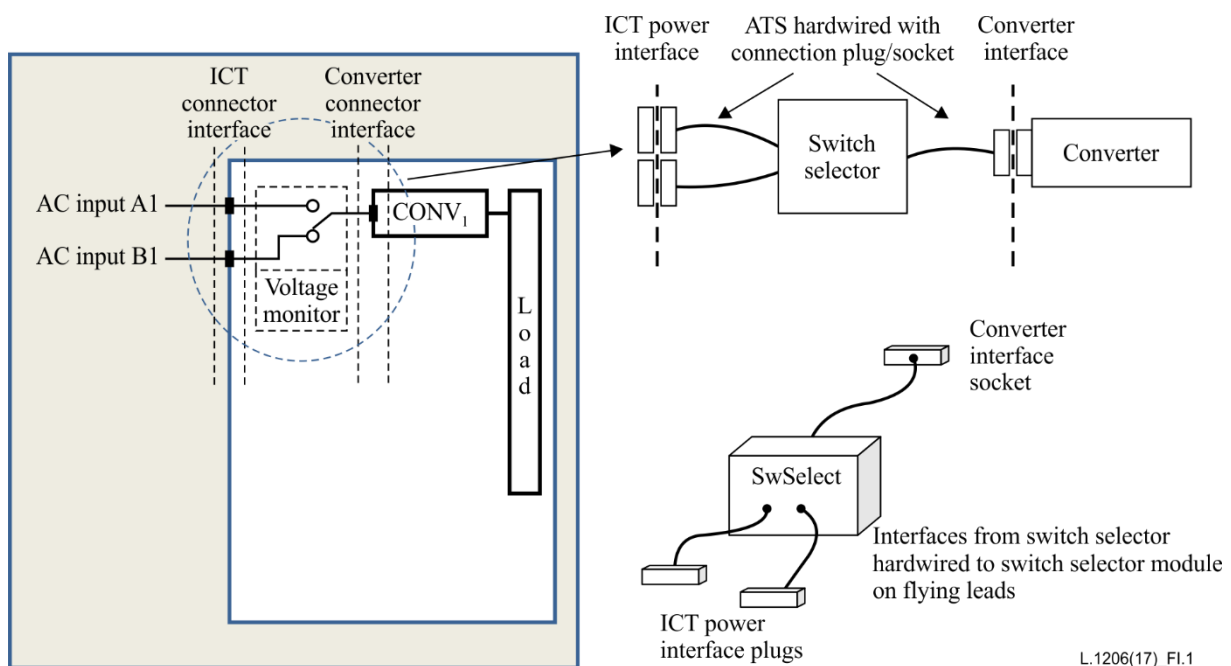 ICT
connector
interface
Converter
connector
interface
AC input A1
AC input B1
CONV1
Voltage
monitor
Load
ICT power
interface
ATS hardwired with
connection plug/socket
Converter
interface
Switch
selector
Converter
Converter
interface
socket
SwSelect
Interfaces from switch selector
hardwired to switch selector module
on flying leads
ICT power
interface plugs
L.1206(17)_FI.1